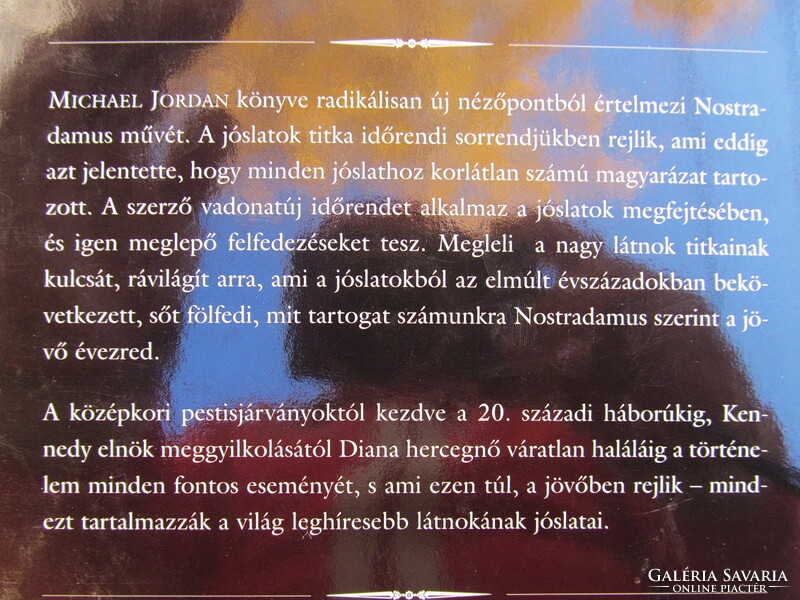 MICHAEL JORDAN könyve radikálisan új nézőpontból értelmezi Nostra-
damus művét. A jóslatok titka időrendi sorrendjükben rejlik, ami eddig
azt jelentette, hogy minden jóslathoz korlátlan számú magyarázat tarto-
zott. A szerző vadonatúj időrendet alkalmaz a jóslatok megfejtésében,
és igen meglepő felfedezéseket tesz. Megleli a nagy látnok titkainak
kulcsát, rávilágít arra, ami a jóslatokból az elmúlt évszázadokban bekö-
vetkezett, sőt fölfedi, mit tartogat számunkra Nostradamus szerint a jö-
vő évezred.
A középkori pestisjárványoktól kezdve a 20. századi háborúkig, Ken-
nedy elnök meggyilkolásától Diana hercegnő váratlan haláláig a történe-
lem minden fontos eseményét, s ami ezen túl, a jövőben rejlik – mind-
ezt tartalmazzák a világ leghíresebb látnokának jóslatai.
GALÉRIA SAVARIA
ONLINE PIACTÉR